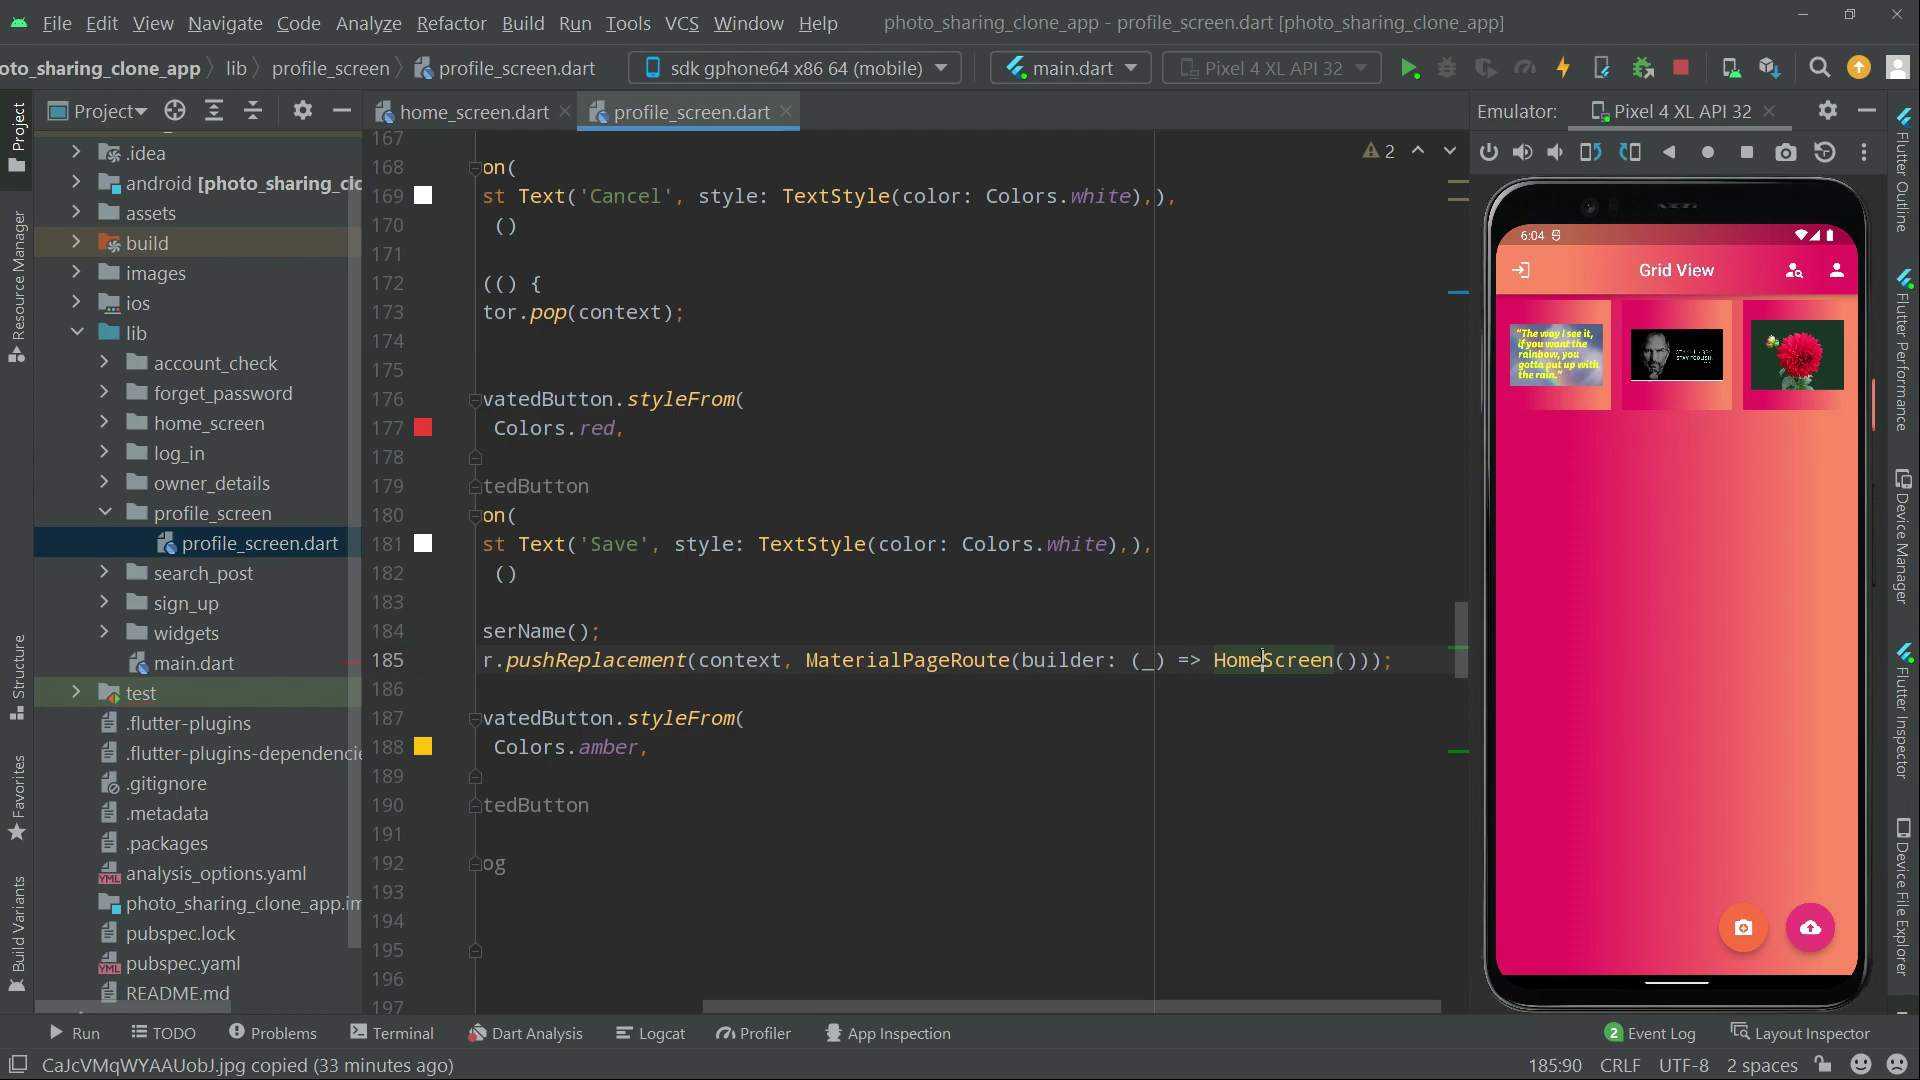 File Edit View Navigate Code Analyze Refactor Build Run Tools VCS Window Help photo_sharing_clone_app - profile_screen.dart [photo_sharing_clone_app]
oto_sharing_clone_app lib profile_screen profile_screen.dart sdk gphone64 x86 64 (mobile) main.dart Pixel 4 XL API 32
Project home_screen.dart profile_screen.dart Emulator: Pixel 4 XL API 32
Project
Resource Manager
Structure
Favorites
Build Variants
.idea
android [photo_sharing_clo
assets
build
images
ios
lib
account_check
forget_password
home_screen
log_in
owner_details
profile_screen
profile_screen.dart
search_post
sign_up
widgets
main.dart
test
.flutter-plugins
.flutter-plugins-dependencie
.gitignore
.metadata
.packages
analysis_options.yaml
photo_sharing_clone_app.im
pubspec.lock
pubspec.yaml
README.md
2
167
168 on(
169 st Text('Cancel', style: TextStyle(color: Colors.white),),
170 ()
171
172 (() {
173 tor.pop(context);
174
175
176 vatedButton.styleFrom(
177 Colors.red,
178
179 tedButton
180 on(
181 st Text('Save', style: TextStyle(color: Colors.white),),
182 ()
183
184 serName();
185 r.pushReplacement(context, MaterialPageRoute(builder: (_) => HomeScreen()));
186
187 vatedButton.styleFrom(
188 Colors.amber,
189
190 tedButton
191
192 og
193
194
195
196
197
6:04
Grid View
"The way I see it,
if you want the
rainbow, you
gotta put up with
the rain."
Flutter Outline
Flutter Performance
Device Manager
Flutter Inspector
Device File Explorer
Run TODO Problems Terminal Dart Analysis Logcat Profiler App Inspection 2 Event Log Layout Inspector
CaJcVMqWYAAUobJ.jpg copied (33 minutes ago) 185:90 CRLF UTF-8 2 spaces